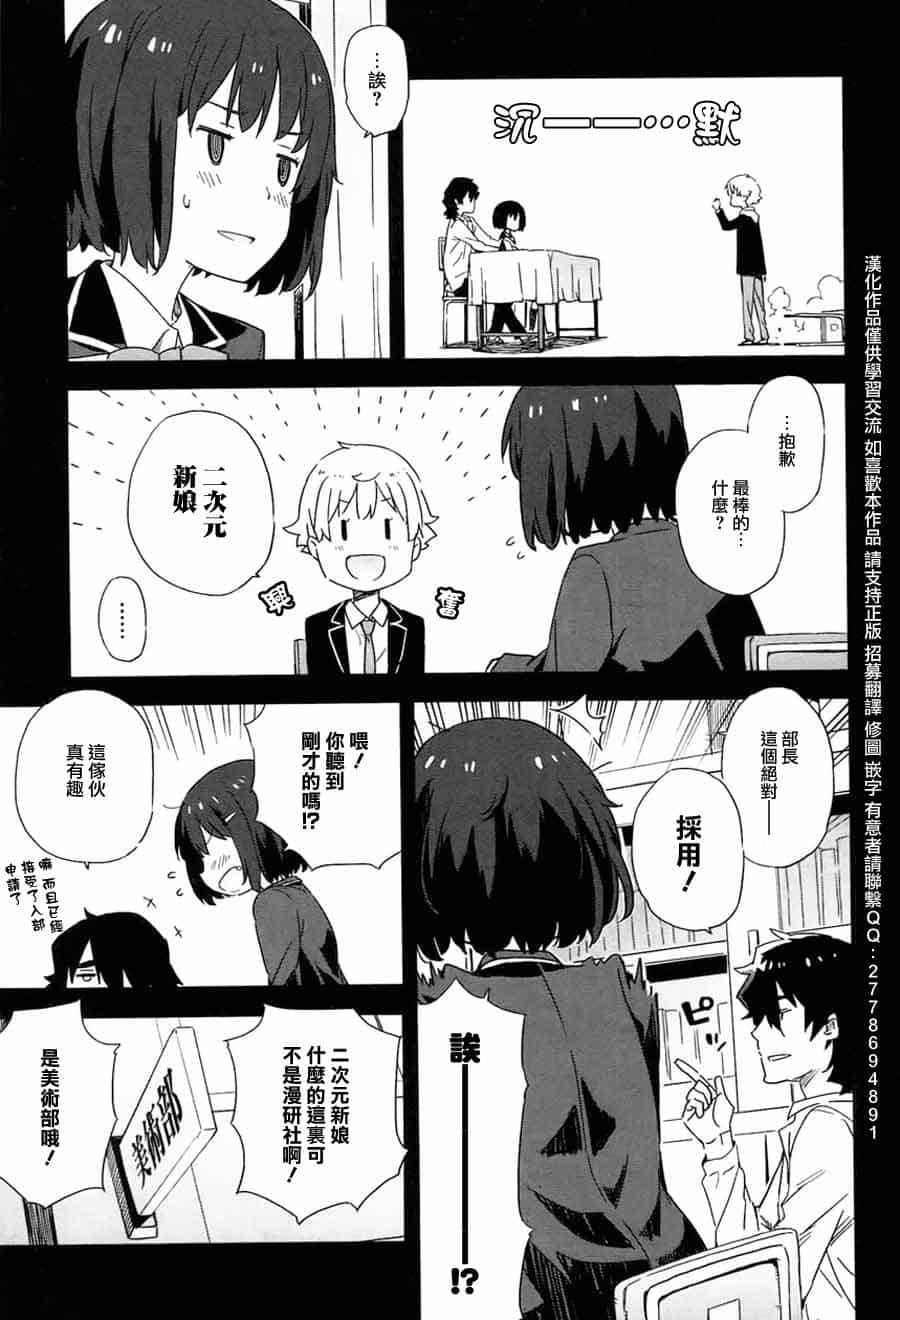 沉——…默
…誒?
…抱歉
最棒的…
什麼?
二次元
新娘
興奮
……
部長
這個絕對——
採用!
ピッ
誒——!?
喂!
你聽到
剛才的嗎!?
這傢伙
真有趣
嘛 而且已經
接受了入部
申請了
二次元新娘
什麼的這裏可
不是漫研社啊!
美術部
是美術部哦!
漢化作品僅供學習交流 如喜歡本作品 請支持正版 招募翻譯 修圖 嵌字 有意者請聯繫QQ:2778694891